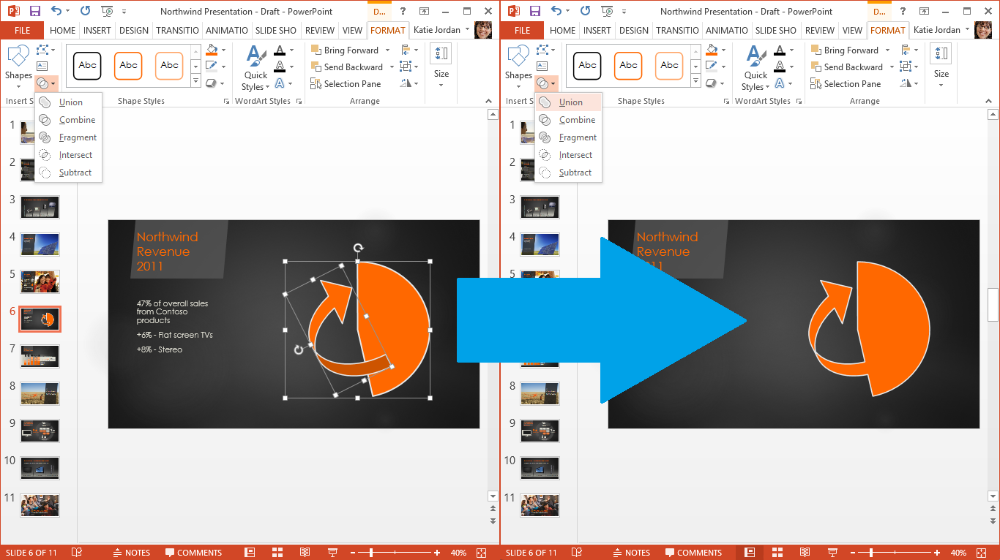 Northwind Presentation - Draft - PowerPoint
D...
?
FILE HOME INSERT DESIGN TRANSITIO ANIMATIO SLIDE SHO REVIEW VIEW FORMAT Katie Jordan
Shapes
Abc Abc Abc
Quick
Styles
A
A
A
Bring Forward
Send Backward
Selection Pane
Size
Insert S
Shape Styles
WordArt Styles
Arrange
Union
Combine
Fragment
Intersect
Subtract
1
2
3
4
5
6
7
8
9
10
11
Northwind
Revenue
2011
47% of overall sales
from Contoso
products
+6% - Flat screen TVs
+8% - Stereo
SLIDE 6 OF 11 NOTES COMMENTS 40%
Northwind Presentation - Draft - PowerPoint
D...
?
FILE HOME INSERT DESIGN TRANSITIO ANIMATIO SLIDE SHO REVIEW VIEW FORMAT Katie Jordan
Shapes
Abc Abc Abc
Quick
Styles
A
A
A
Bring Forward
Send Backward
Selection Pane
Size
Insert S
Shape Styles
WordArt Styles
Arrange
Union
Combine
Fragment
Intersect
Subtract
1
2
3
4
5
6
7
8
9
10
11
Northwind
Revenue
SLIDE 6 OF 11 NOTES COMMENTS 40%